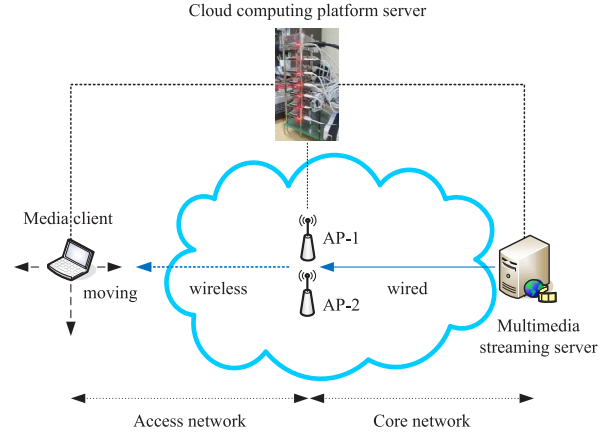 Cloud computing platform server
Media client
AP-1
moving
wireless
wired
AP-2
Multimedia
streaming server
Access network
Core network